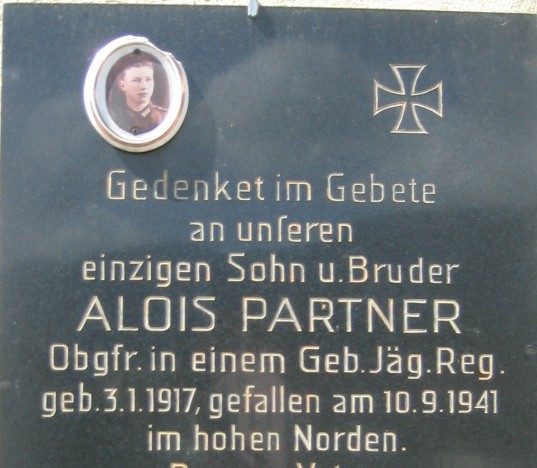 Gedenket im Gebete
an unſeren
einzigen Sohn u. Bruder
ALOIS PARTNER
Obgfr. in einem Geb. Jäg. Reg.
geb. 3.1.1917, gefallen am 10.9.1941
im hohen Norden.